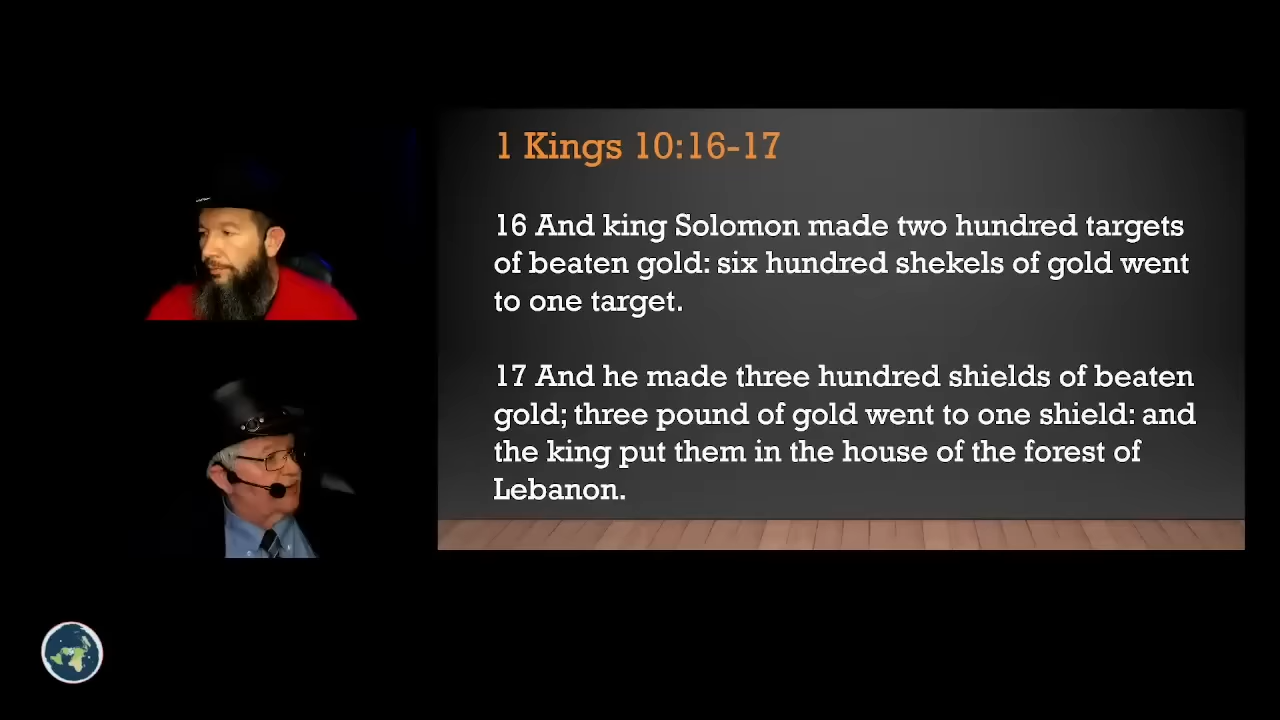 1 Kings 10:16-17
16 And king Solomon made two hundred targets
of beaten gold: six hundred shekels of gold went
to one target.
17 And he made three hundred shields of beaten
gold; three pound of gold went to one shield: and
the king put them in the house of the forest of
Lebanon.